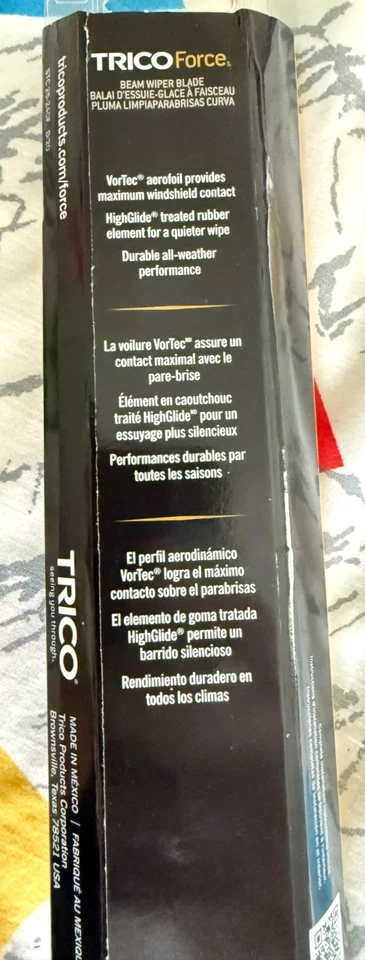 TRICO Force®
BEAM WIPER BLADE
BALAI D'ESSUIE-GLACE À FAISCEAU
PLUMA LIMPIAPARABRISAS CURVA
VorTec® aerofoil provides
maximum windshield contact
HighGlide® treated rubber
element for a quieter wipe
Durable all-weather
performance
La voilure VorTec🅪 assure un
contact maximal avec le
pare-brise
Élément en caoutchouc
traité HighGlide🅪 pour un
essuyage plus silencieux
Performances durables par
toutes les saisons
El perfil aerodinámico
VorTec® logra el máximo
contacto sobre el parabrisas
El elemento de goma tratada
HighGlide® permite un
barrido silencioso
Rendimiento duradero en
todos los climas
tricoproducts.com/force
TRICO®
seeing you through.
MADE IN MÉXICO | FABRIQUÉ AU
Trico Products Corporation
Brownsville, Texas 78521 USA